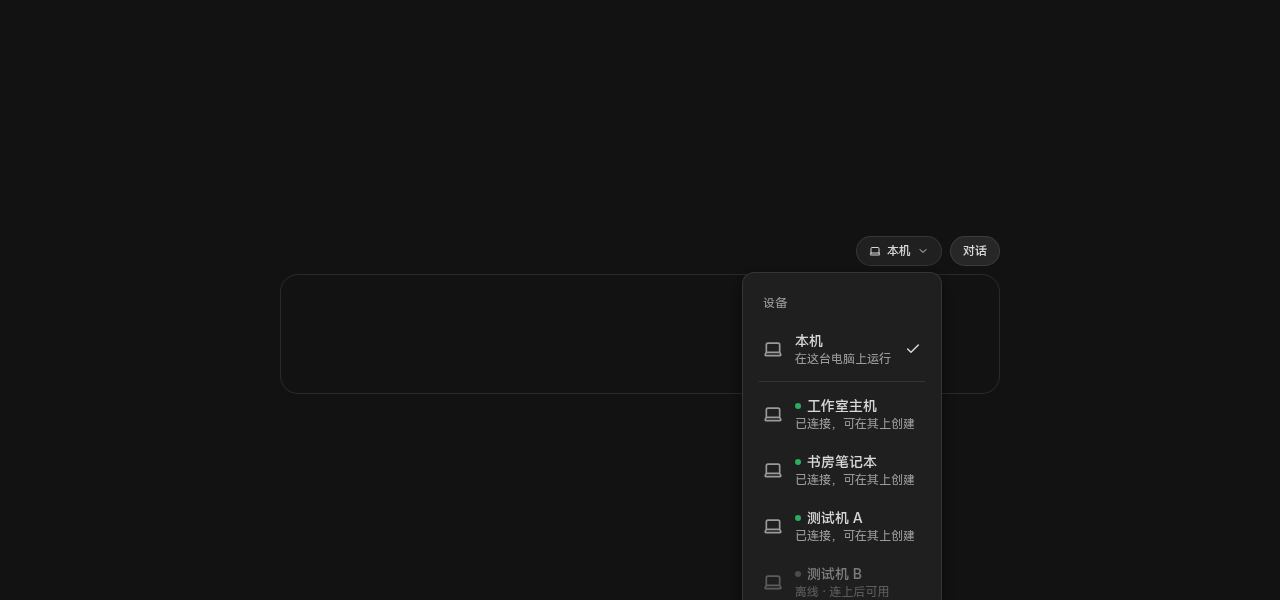 本机
对话
设备
本机
在这台电脑上运行
工作室主机
已连接，可在其上创建
书房笔记本
已连接，可在其上创建
测试机 A
已连接，可在其上创建
测试机 B
离线 · 连上后可用